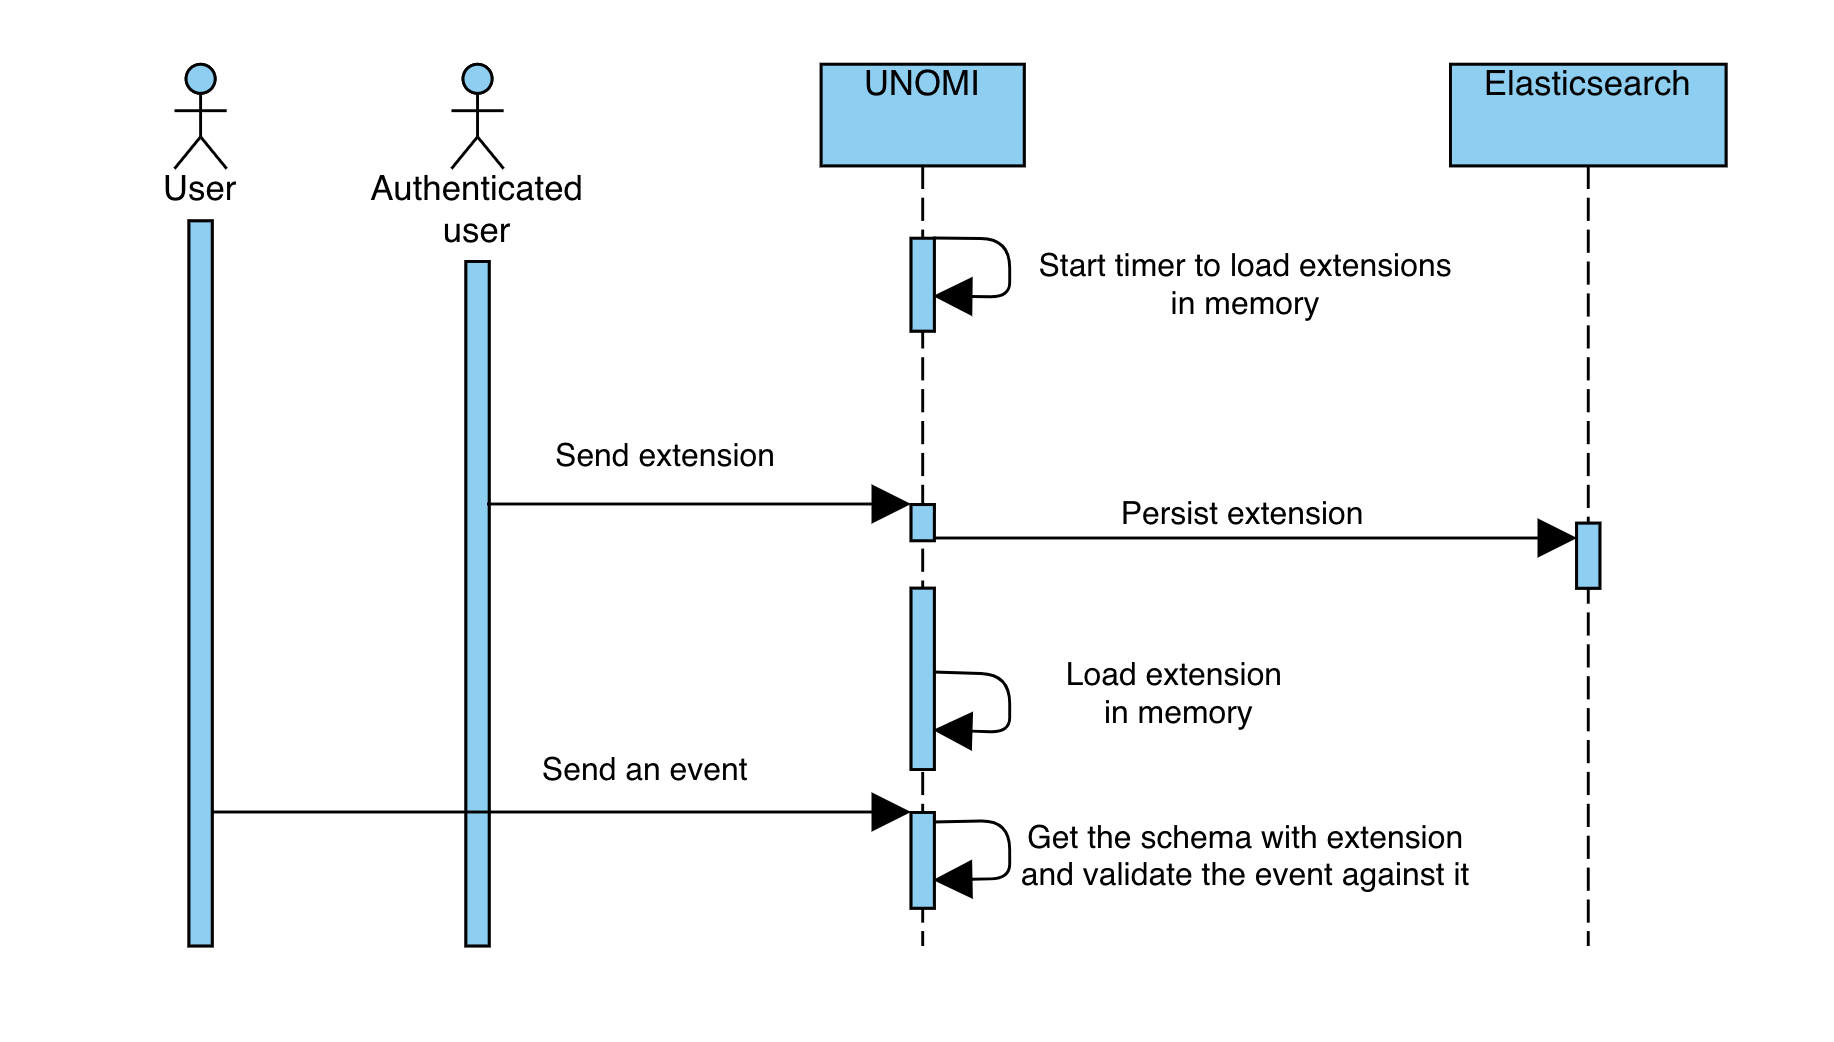 UNOMI
Elasticsearch
User
Authenticated
user
Start timer to load extensions
in memory
Send extension
Persist extension
Load extension
in memory
Send an event
Get the schema with extension
and validate the event against it